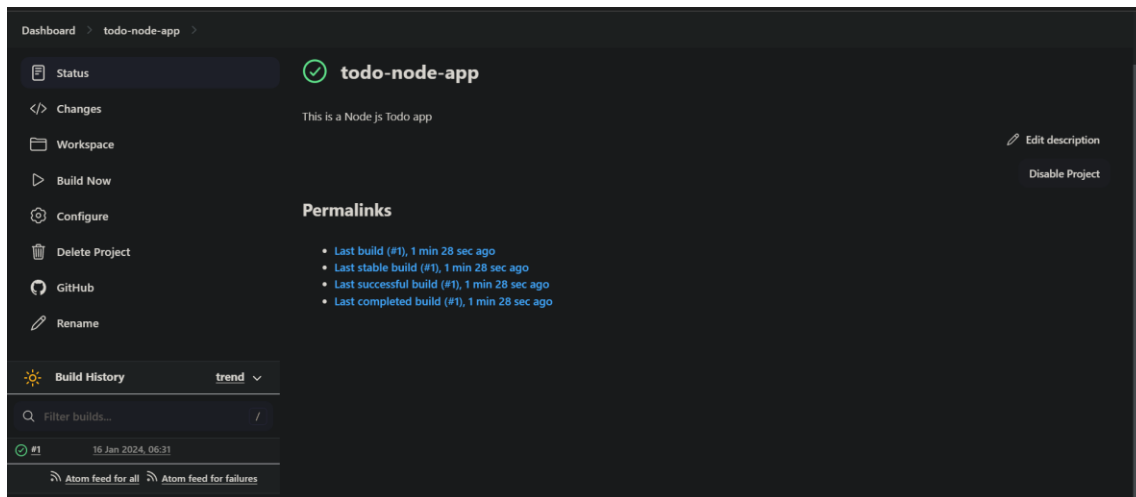 Dashboard > todo-node-app >
Status
Changes
Workspace
Build Now
Configure
Delete Project
GitHub
Rename
Build History trend
Filter builds... /
#1 16 Jan 2024, 06:31
Atom feed for all Atom feed for failures
todo-node-app
This is a Node js Todo app
Edit description
Disable Project
Permalinks
• Last build (#1), 1 min 28 sec ago
• Last stable build (#1), 1 min 28 sec ago
• Last successful build (#1), 1 min 28 sec ago
• Last completed build (#1), 1 min 28 sec ago